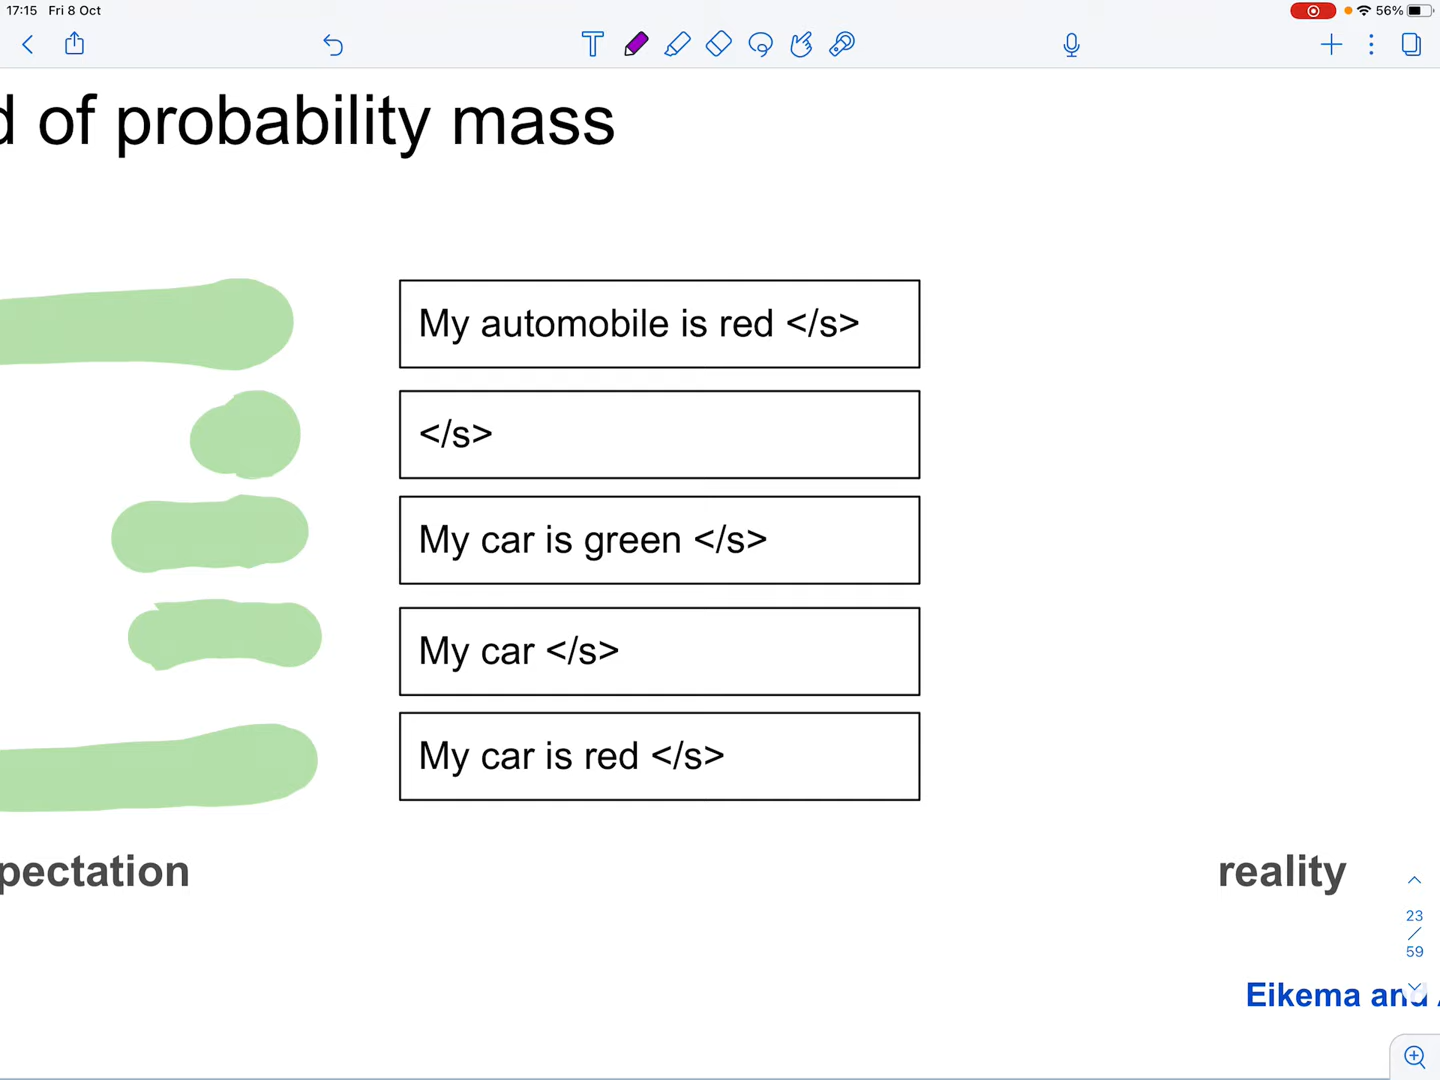 17:15 Fri 8 Oct
56%
d of probability mass
My automobile is red </s>
</s>
My car is green </s>
My car </s>
My car is red </s>
pectation
reality
23
/
59
Eikema and